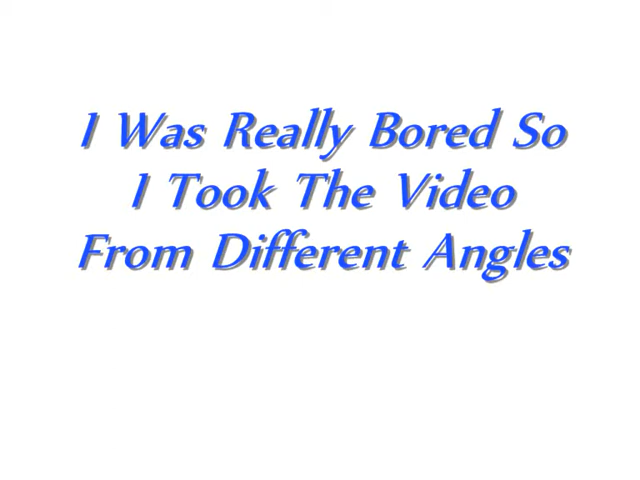 I Was Really Bored So
I Took The Video
From Different Angles